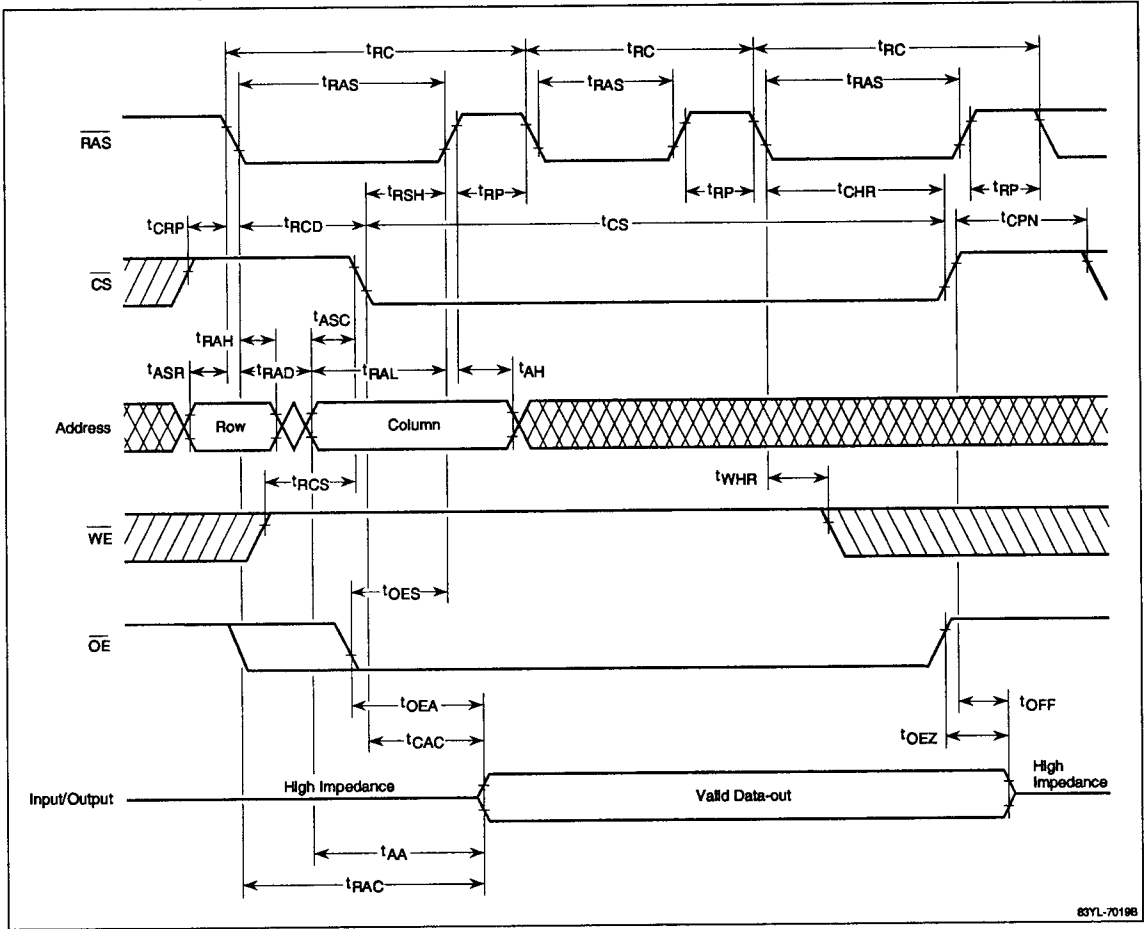 tRC tRC tRC
tRAS tRAS tRAS
RAS
tRSH tRP tRP tCHR tRP
tCRP tRCD tCS tCPN
CS
tASC
tRAH
tASR tRAD tRAL tAH
Address Row Column
tRCS tWHR
WE
tOES
OE
tOEA tOFF
tCAC tOEZ
High Impedance High Impedance
Input/Output Valid Data-out
tAA
tRAC
83YL-7019B